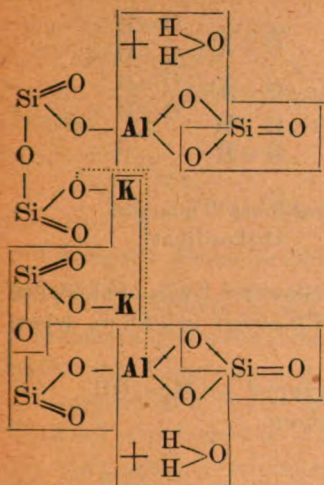 + H H O
Si O O
O — Al O O Si = O
O
Si O — K
O
Si O
O — K
O
Si O — Al O O Si = O
O
+ H H O